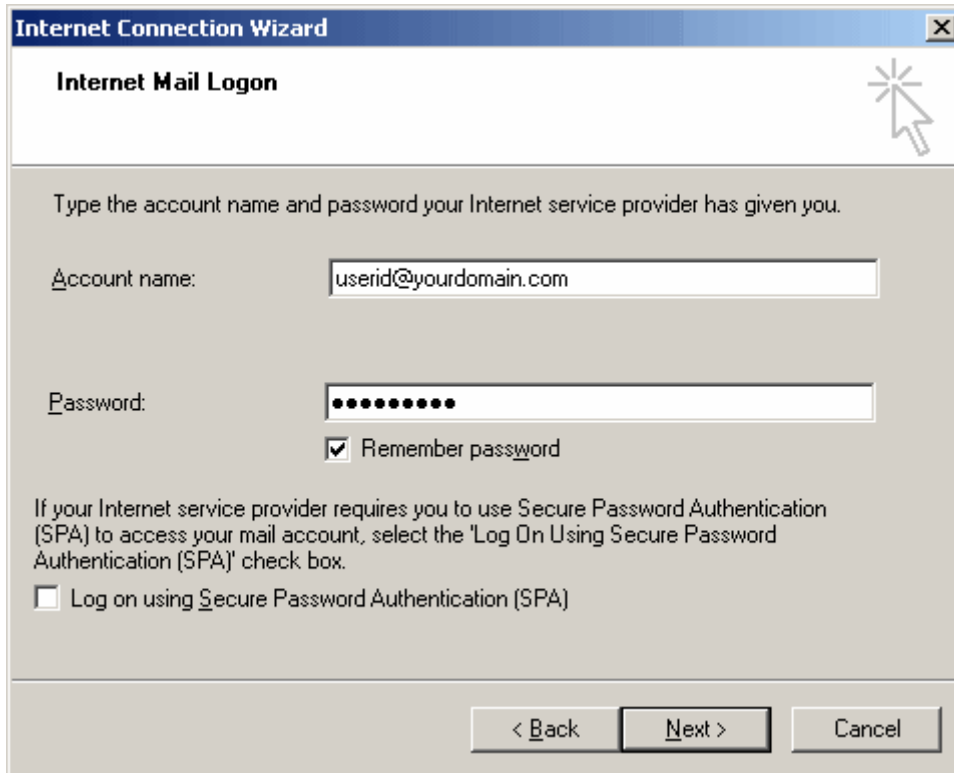 Internet Connection Wizard
Internet Mail Logon
Type the account name and password your Internet service provider has given you.
Account name: userid@yourdomain.com
Password: ●●●●●●●●●
Remember password
If your Internet service provider requires you to use Secure Password Authentication
(SPA) to access your mail account, select the 'Log On Using Secure Password
Authentication (SPA)' check box.
Log on using Secure Password Authentication (SPA)
< Back Next > Cancel